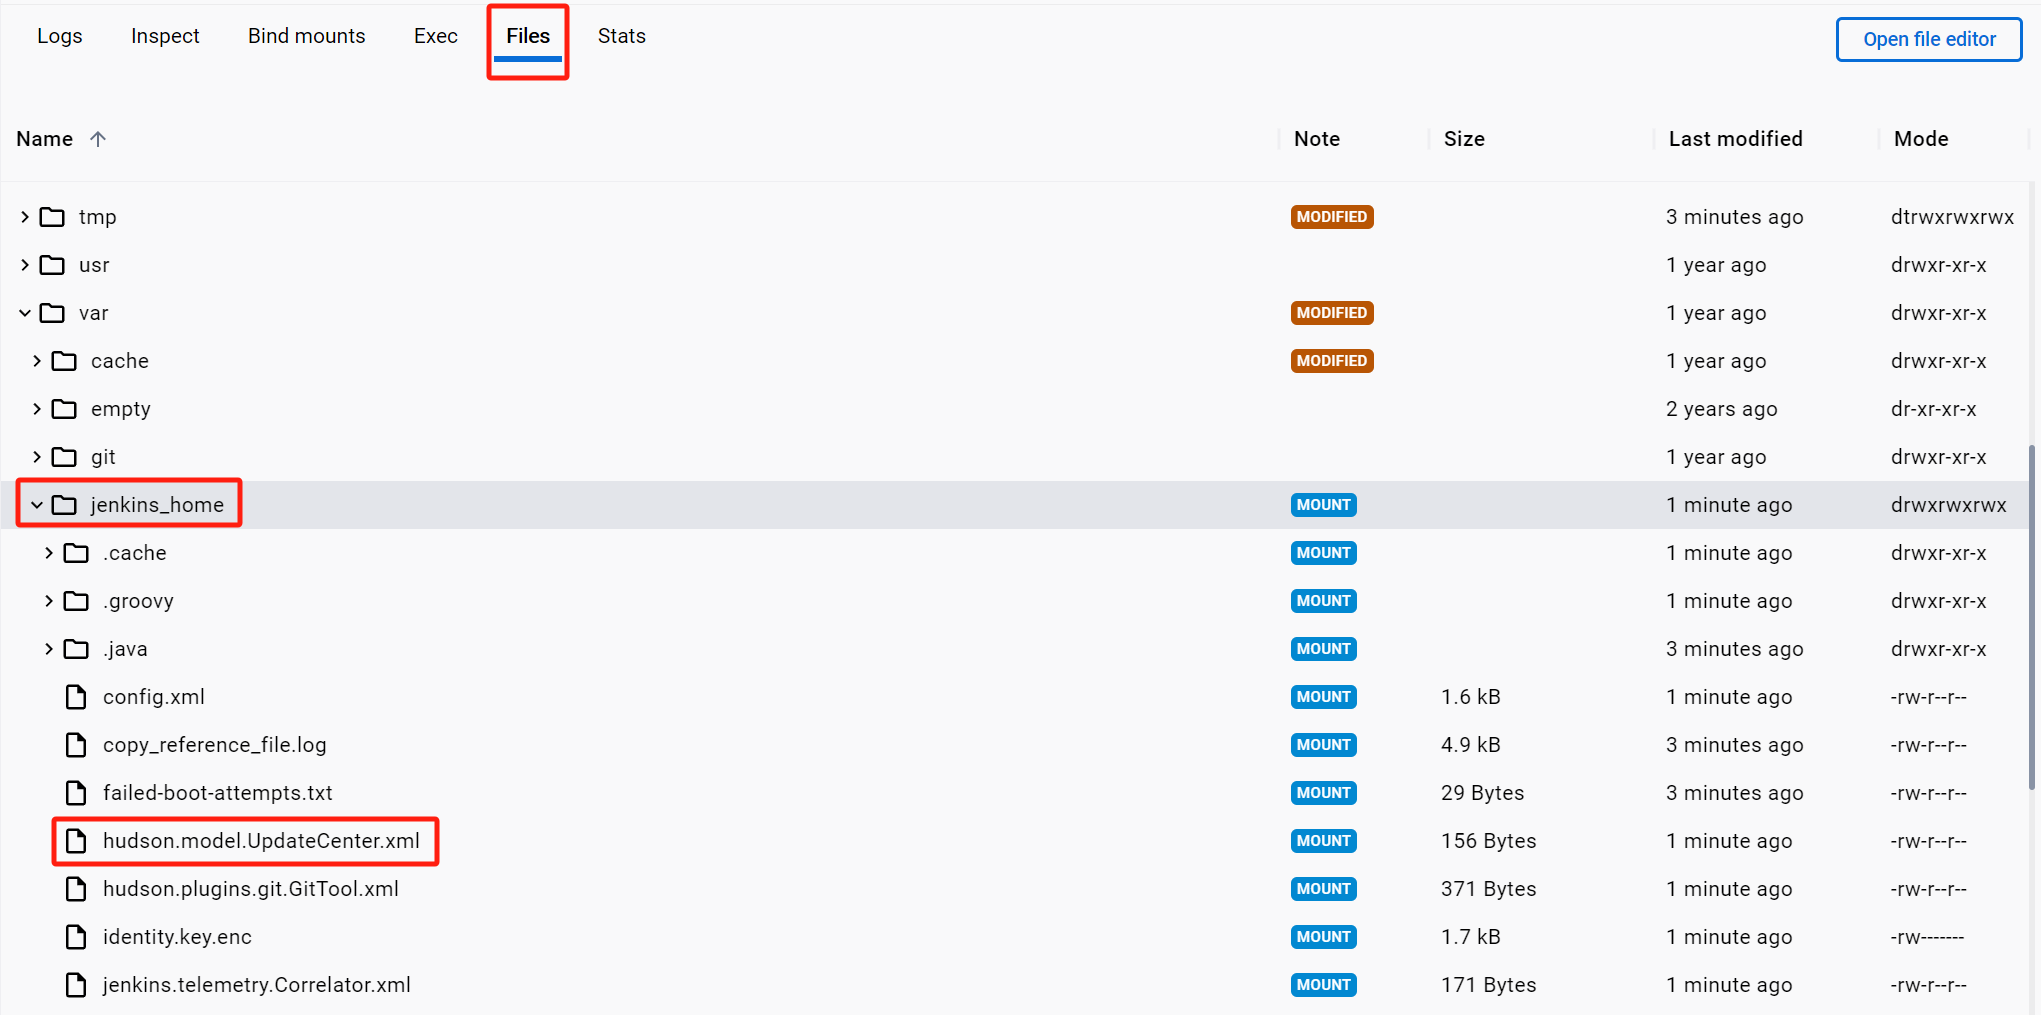 Logs Inspect Bind mounts Exec Files Stats Open file editor
Name Note Size Last modified Mode
tmp MODIFIED 3 minutes ago dtrwxrwxrwx
usr 1 year ago drwxr-xr-x
var MODIFIED 1 year ago drwxr-xr-x
cache MODIFIED 1 year ago drwxr-xr-x
empty 2 years ago dr-xr-xr-x
git 1 year ago drwxr-xr-x
jenkins_home MOUNT 1 minute ago drwxrwxrwx
.cache MOUNT 1 minute ago drwxr-xr-x
.groovy MOUNT 1 minute ago drwxr-xr-x
.java MOUNT 3 minutes ago drwxr-xr-x
config.xml MOUNT 1.6 kB 1 minute ago -rw-r--r--
copy_reference_file.log MOUNT 4.9 kB 3 minutes ago -rw-r--r--
failed-boot-attempts.txt MOUNT 29 Bytes 3 minutes ago -rw-r--r--
hudson.model.UpdateCenter.xml MOUNT 156 Bytes 1 minute ago -rw-r--r--
hudson.plugins.git.GitTool.xml MOUNT 371 Bytes 1 minute ago -rw-r--r--
identity.key.enc MOUNT 1.7 kB 1 minute ago -rw-------
jenkins.telemetry.Correlator.xml MOUNT 171 Bytes 1 minute ago -rw-r--r--